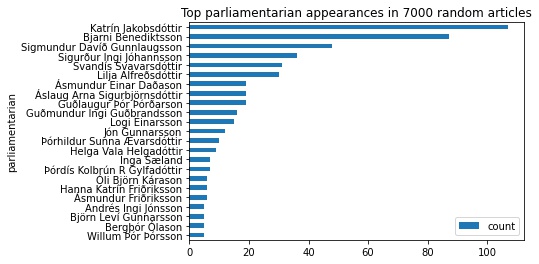 Top parliamentarian appearances in 7000 random articles
parliamentarian
Katrín Jakobsdóttir
Bjarni Benediktsson
Sigmundur Davíð Gunnlaugsson
Sigurður Ingi Jóhannsson
Svandís Svavarsdóttir
Lilja Alfreðsdóttir
Ásmundur Einar Daðason
Áslaug Arna Sigurbjörnsdóttir
Guðlaugur Þór Þórðarson
Guðmundur Ingi Guðbrandsson
Logi Einarsson
Jón Gunnarsson
Þórhildur Sunna Ævarsdóttir
Helga Vala Helgadóttir
Inga Sæland
Þórdís Kolbrún R Gylfadóttir
Óli Björn Kárason
Hanna Katrín Friðriksson
Ásmundur Friðriksson
Andrés Ingi Jónsson
Björn Leví Gunnarsson
Bergþór Ólason
Willum Þór Þórsson
0 20 40 60 80 100
count